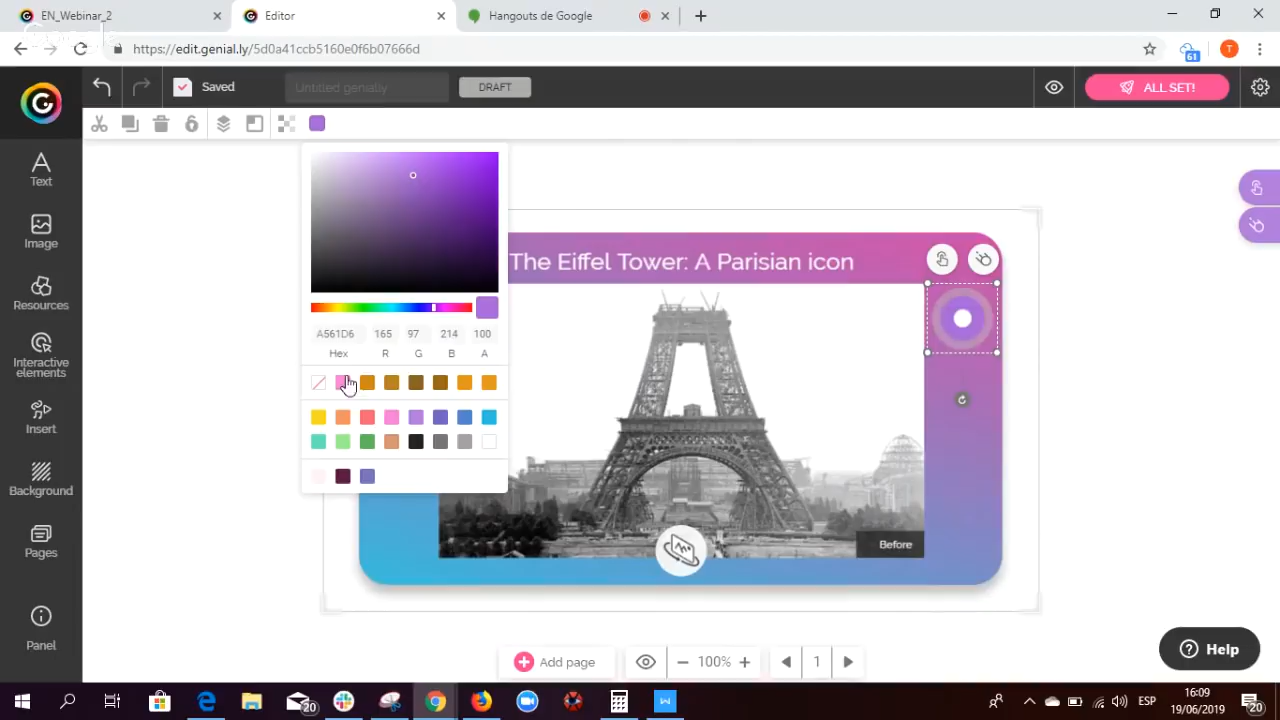 EN_Webinar_2
Editor
Hangouts de Google
https://edit.genial.ly/5d0a41ccb5160e0f6b07666d
61
T
Saved
Untitled genially
DRAFT
ALL SET!
Text
Image
Resources
Interactive
elements
Insert
Background
Pages
Panel
A561D6 165 97 214 100
Hex R G B A
The Eiffel Tower: A Parisian icon
Before
Add page
100%
1
Help
20
ESP
16:09
19/06/2019
20